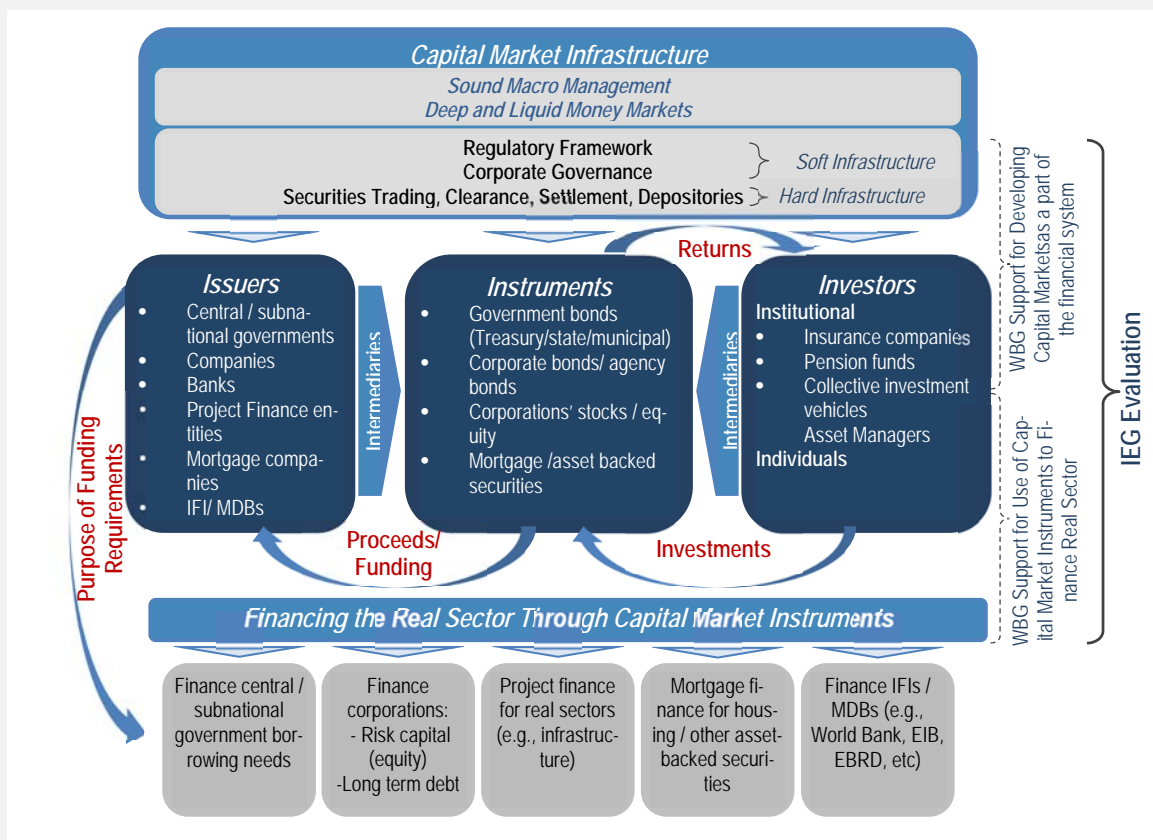 Capital Market Infrastructure
Sound Macro Management
Deep and Liquid Money Markets
Regulatory Framework
Corporate Governance
Soft Infrastructure
Securities Trading, Clearance, Settlement, Depositories
Hard Infrastructure
Returns
Issuers
• Central / subna-
tional governments
• Companies
• Banks
• Project Finance en-
tities
• Mortgage compa-
nies
• IFI/ MDBs
Intermediaries
Instruments
• Government bonds
(Treasury/state/municipal)
• Corporate bonds/ agency
bonds
• Corporations' stocks / eq-
uity
• Mortgage /asset backed
securities
Intermediaries
Investors
Institutional
• Insurance companies
• Pension funds
• Collective investment
vehicles
Asset Managers
Individuals
Purpose of Funding
Requirements
Proceeds/
Funding
Investments
Financing the Real Sector Through Capital Market Instruments
Finance central /
subnational
government bor-
rowing needs
Finance
corporations:
- Risk capital
(equity)
-Long term debt
Project finance
for real sectors
(e.g., infrastruc-
ture)
Mortgage fi-
nance for hous-
ing / other asset-
backed securi-
ties
Finance IFIs /
MDBs (e.g.,
World Bank, EIB,
EBRD, etc)
WBG Support for Developing
Capital Marketsas a part of
the financial system
WBG Support for Use of Cap-
ital Market Instruments to Fi-
nance Real Sector
IEG Evaluation